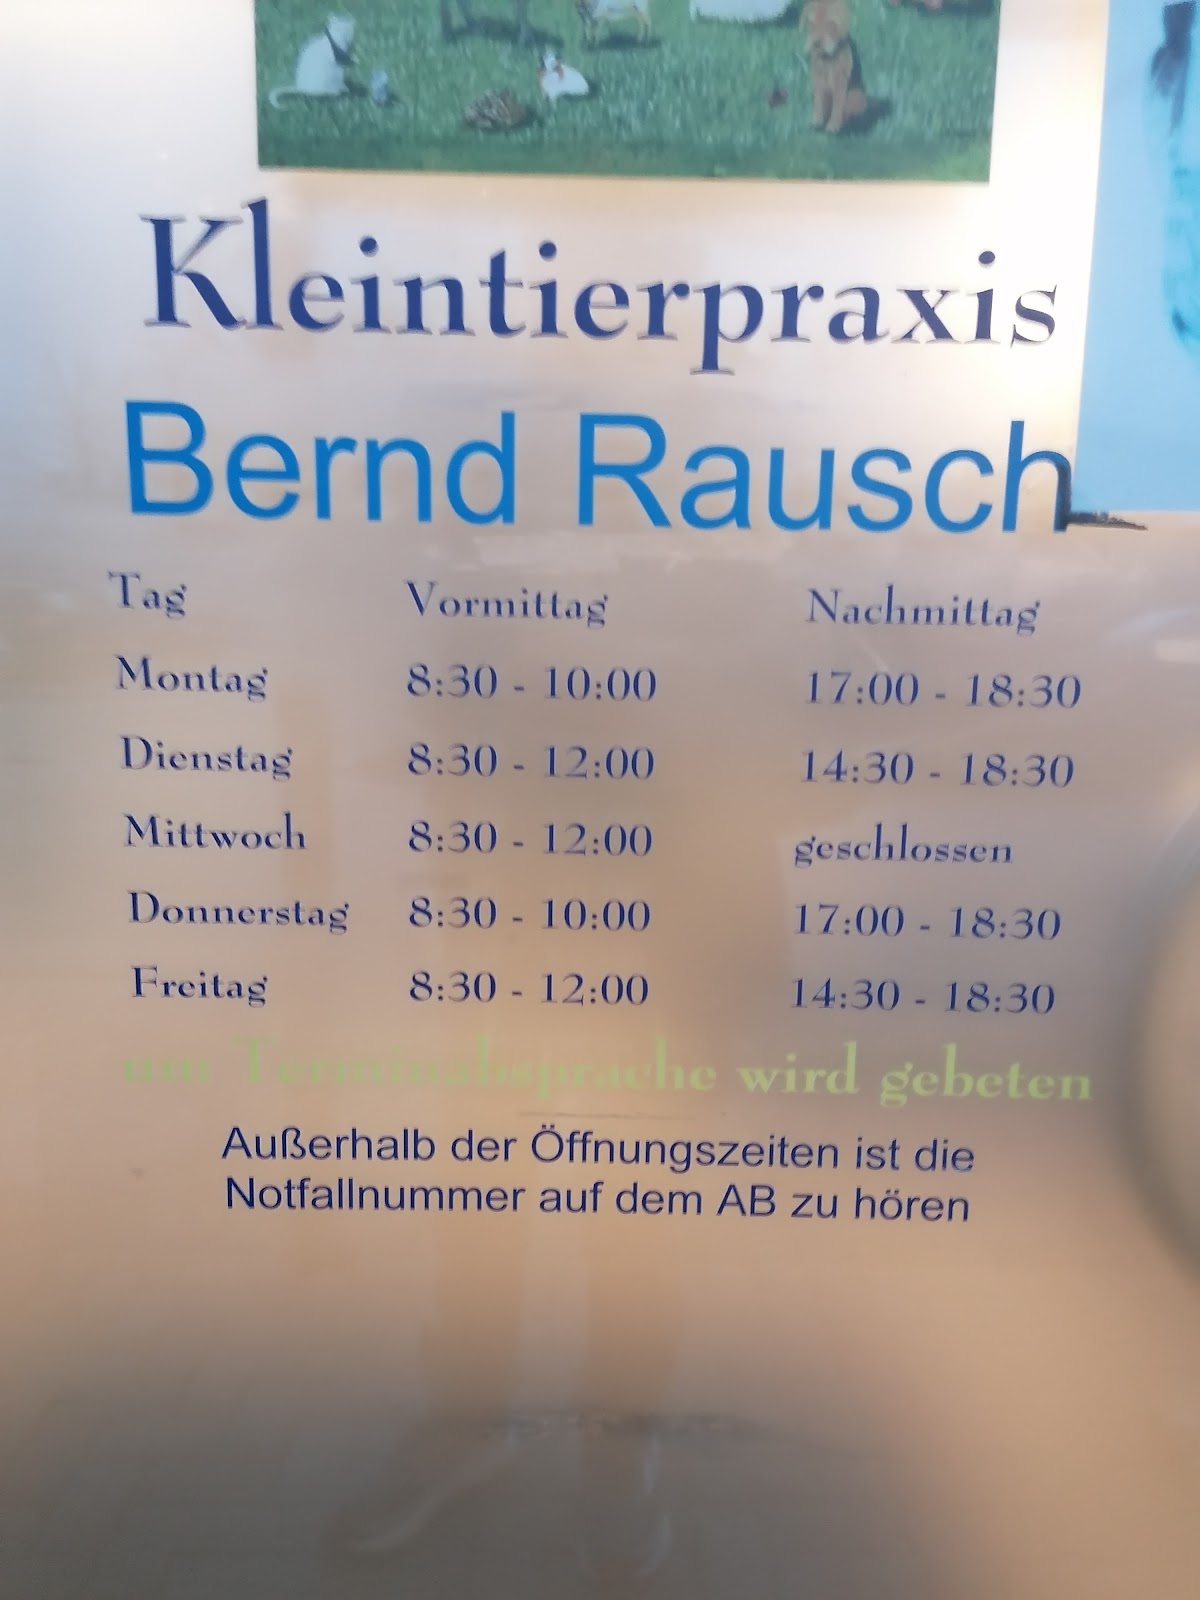 Kleintierpraxis
Bernd Rausch
Tag Vormittag Nachmittag
Montag 8:30 - 10:00 17:00 - 18:30
Dienstag 8:30 - 12:00 14:30 - 18:30
Mittwoch 8:30 - 12:00 geschlossen
Donnerstag 8:30 - 10:00 17:00 - 18:30
Freitag 8:30 - 12:00 14:30 - 18:30
um Terminabsprache wird gebeten
Außerhalb der Öffnungszeiten ist die
Notfallnummer auf dem AB zu hören